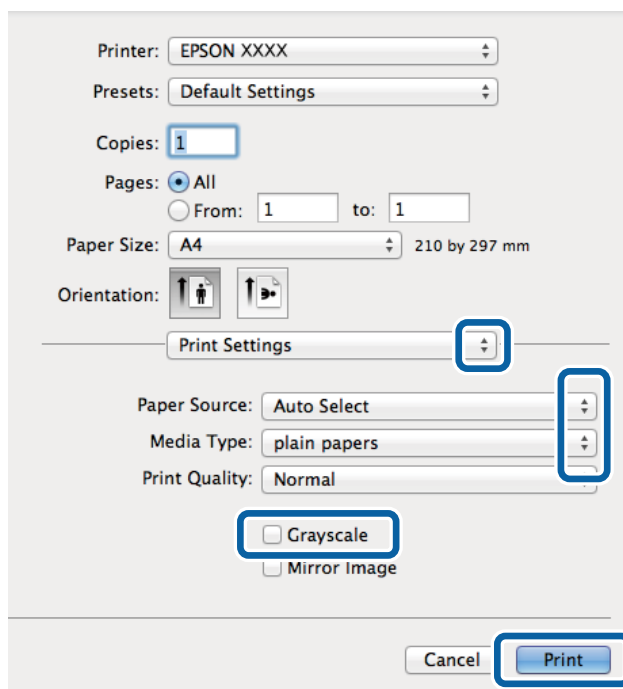 Printer: EPSON XXXX
Presets: Default Settings
Copies: 1
Pages: All
From: 1 to: 1
Paper Size: A4 210 by 297 mm
Orientation:
Print Settings
Paper Source: Auto Select
Media Type: plain papers
Print Quality: Normal
Grayscale
Mirror Image
Cancel Print